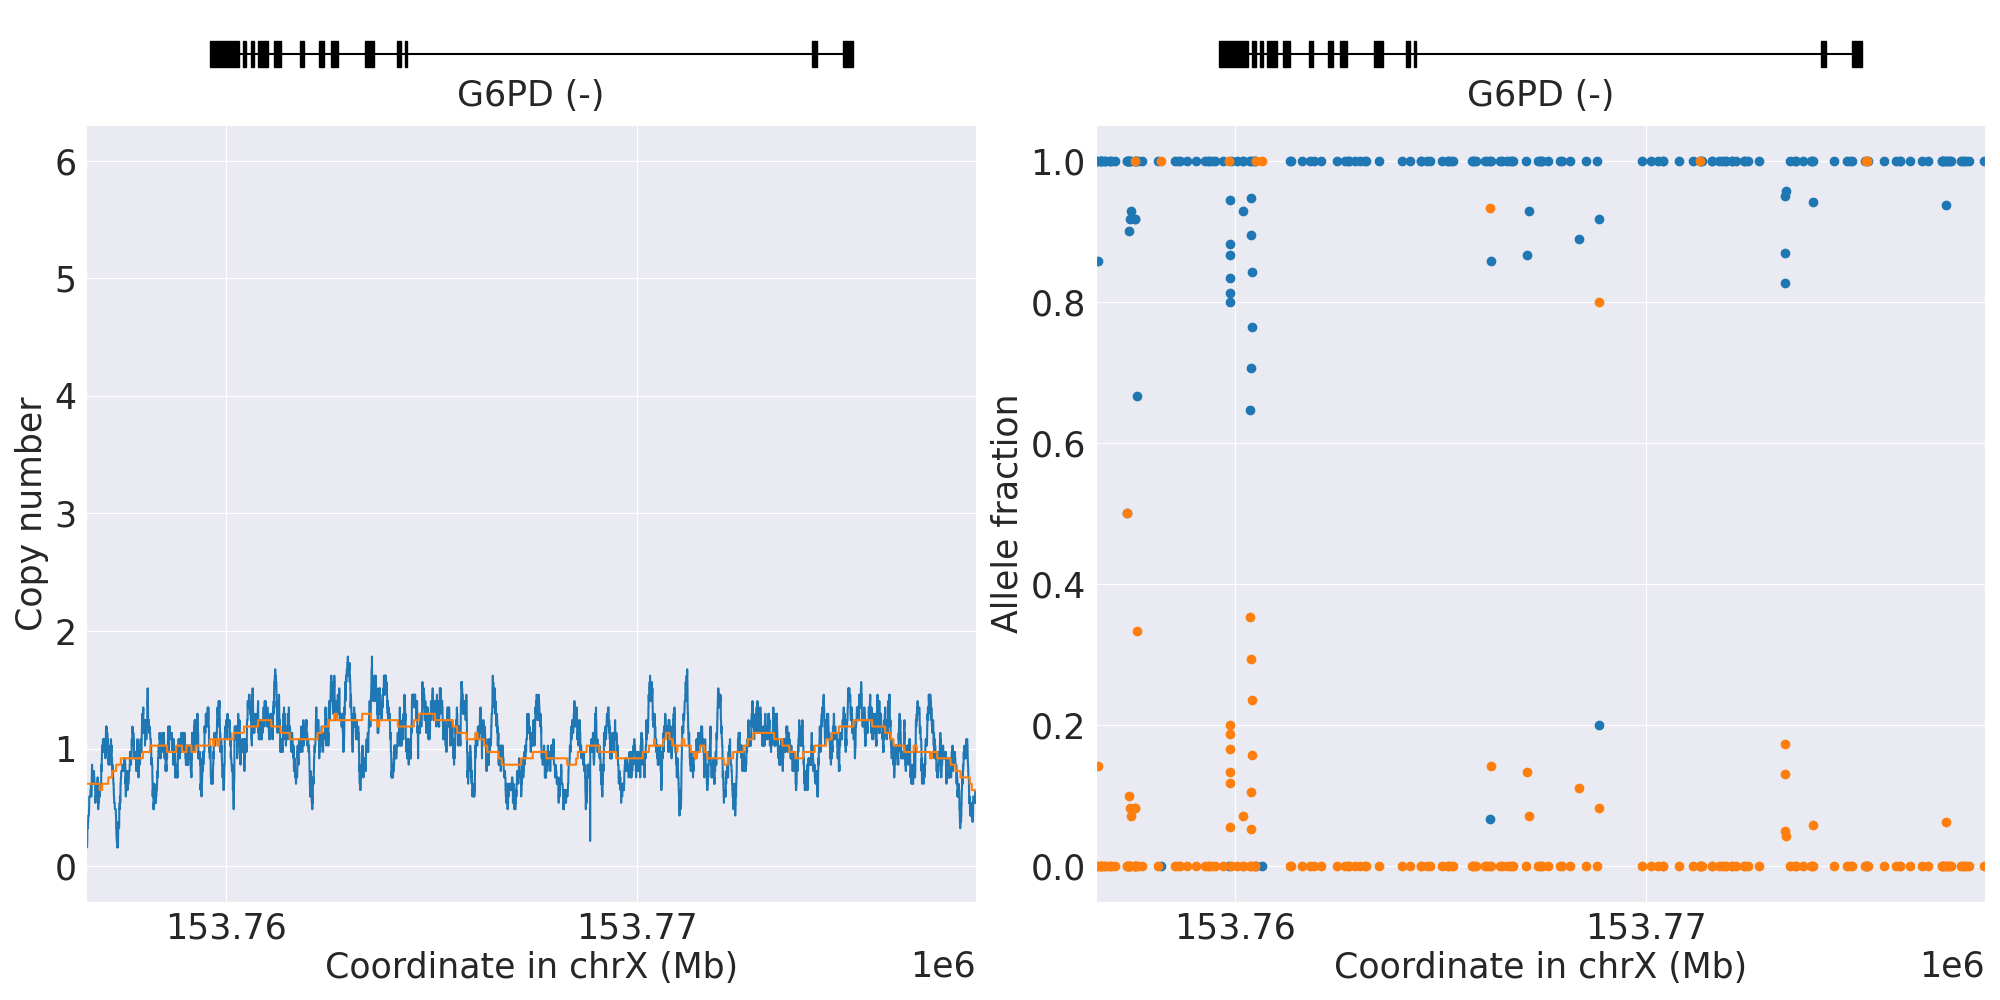 G6PD (-)
G6PD (-)
Copy number
6
5
4
3
2
1
0
153.76
153.77
Coordinate in chrX (Mb)
1e6
Allele fraction
1.0
0.8
0.6
0.4
0.2
0.0
153.76
153.77
Coordinate in chrX (Mb)
1e6